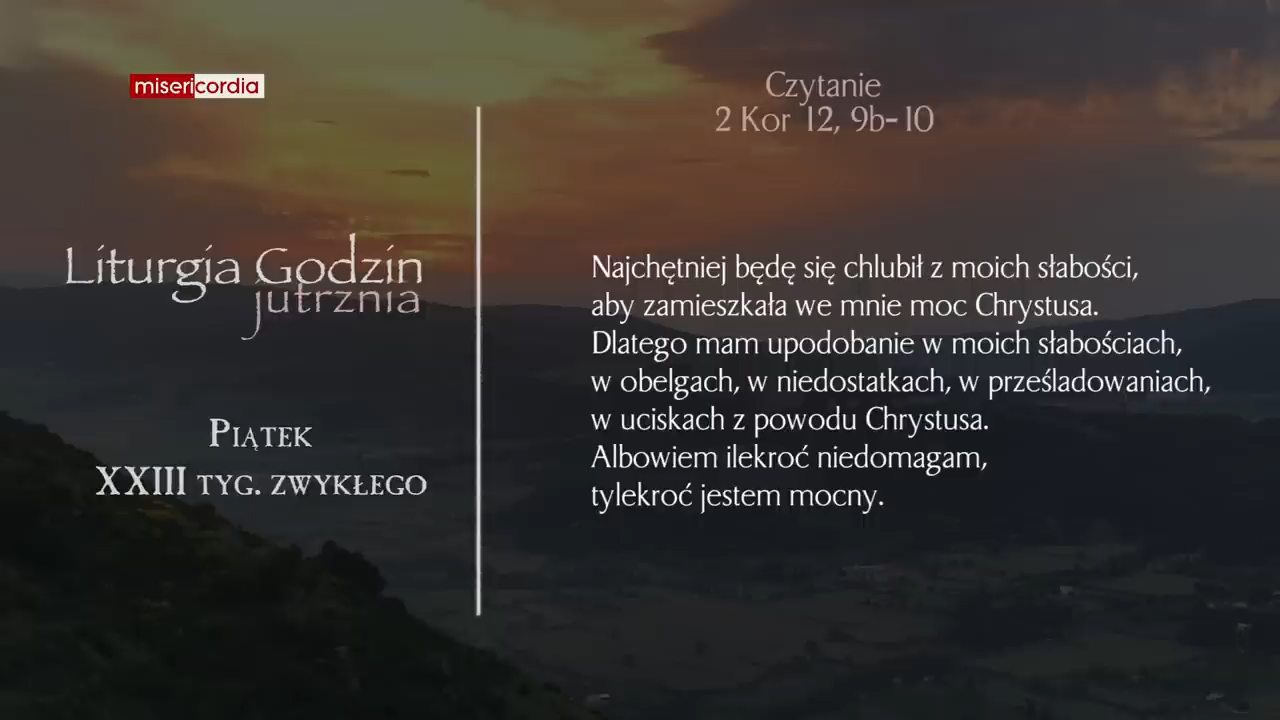 misericordia
Liturgia Godzin
jutrznia
Piątek
XXIII tyg. zwykłego
Czytanie
2 Kor 12, 9b-10
Najchętniej będę się chlubił z moich słabości,
aby zamieszkała we mnie moc Chrystusa.
Dlatego mam upodobanie w moich słabościach,
w obelgach, w niedostatkach, w prześladowaniach,
w uciskach z powodu Chrystusa.
Albowiem ilekroć niedomagam,
tylekroć jestem mocny.